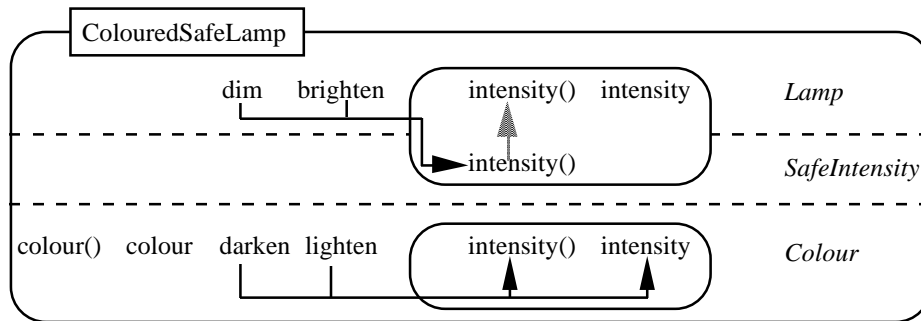 ColouredSafeLamp
dim brighten intensity() intensity Lamp
intensity() SafeIntensity
colour() colour darken lighten intensity() intensity Colour